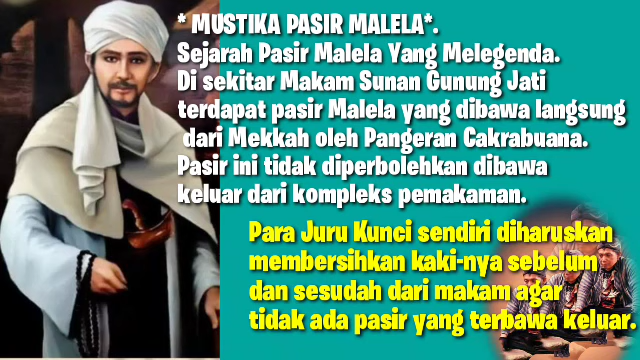 * MUSTIKA PASIR MALELA*.
Sejarah Pasir Malela Yang Melegenda.
Di sekitar Makam Sunan Gunung Jati
terdapat pasir Malela yang dibawa langsung
dari Mekkah oleh Pangeran Cakrabuana.
Pasir ini tidak diperbolehkan dibawa
keluar dari kompleks pemakaman.
Para Juru Kunci sendiri diharuskan
membersihkan kaki-nya sebelum
dan sesudah dari makam agar
tidak ada pasir yang terbawa keluar.